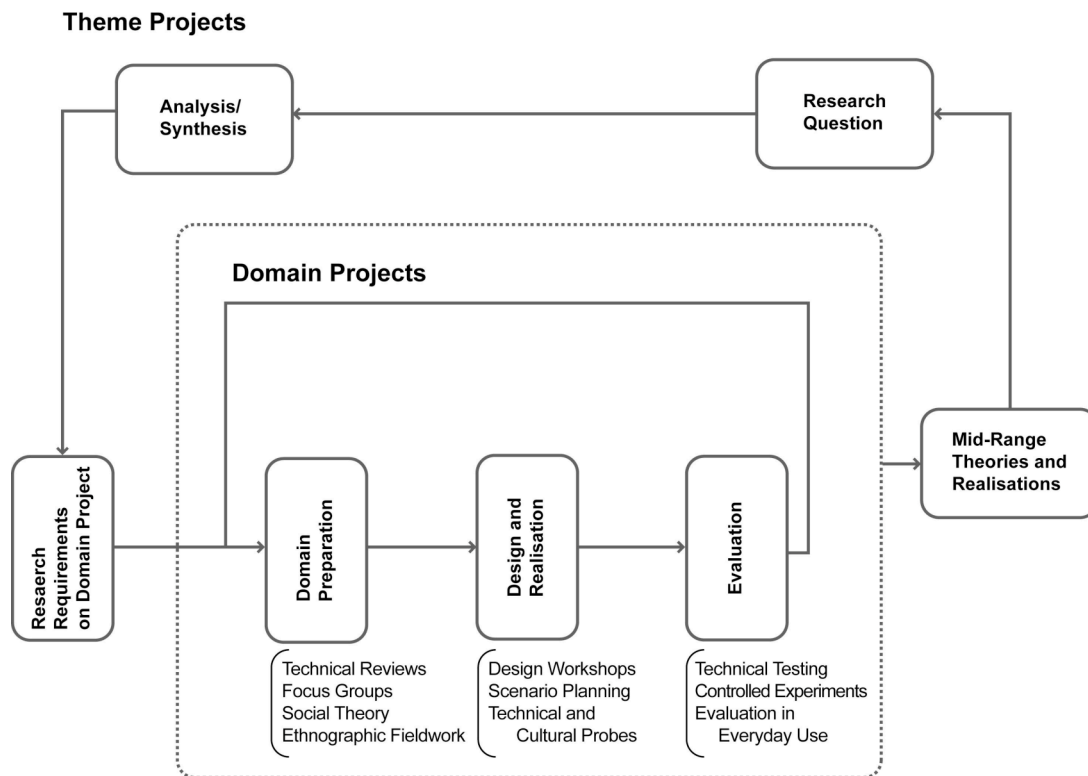 Theme Projects
Analysis/
Synthesis
Research
Question
Domain Projects
Mid-Range
Theories and
Realisations
Resaerch
Requirements
on Domain Project
Domain
Preparation
Design and
Realisation
Evaluation
Technical Reviews
Focus Groups
Social Theory
Ethnographic Fieldwork
Design Workshops
Scenario Planning
Technical and
Cultural Probes
Technical Testing
Controlled Experiments
Evaluation in
Everyday Use